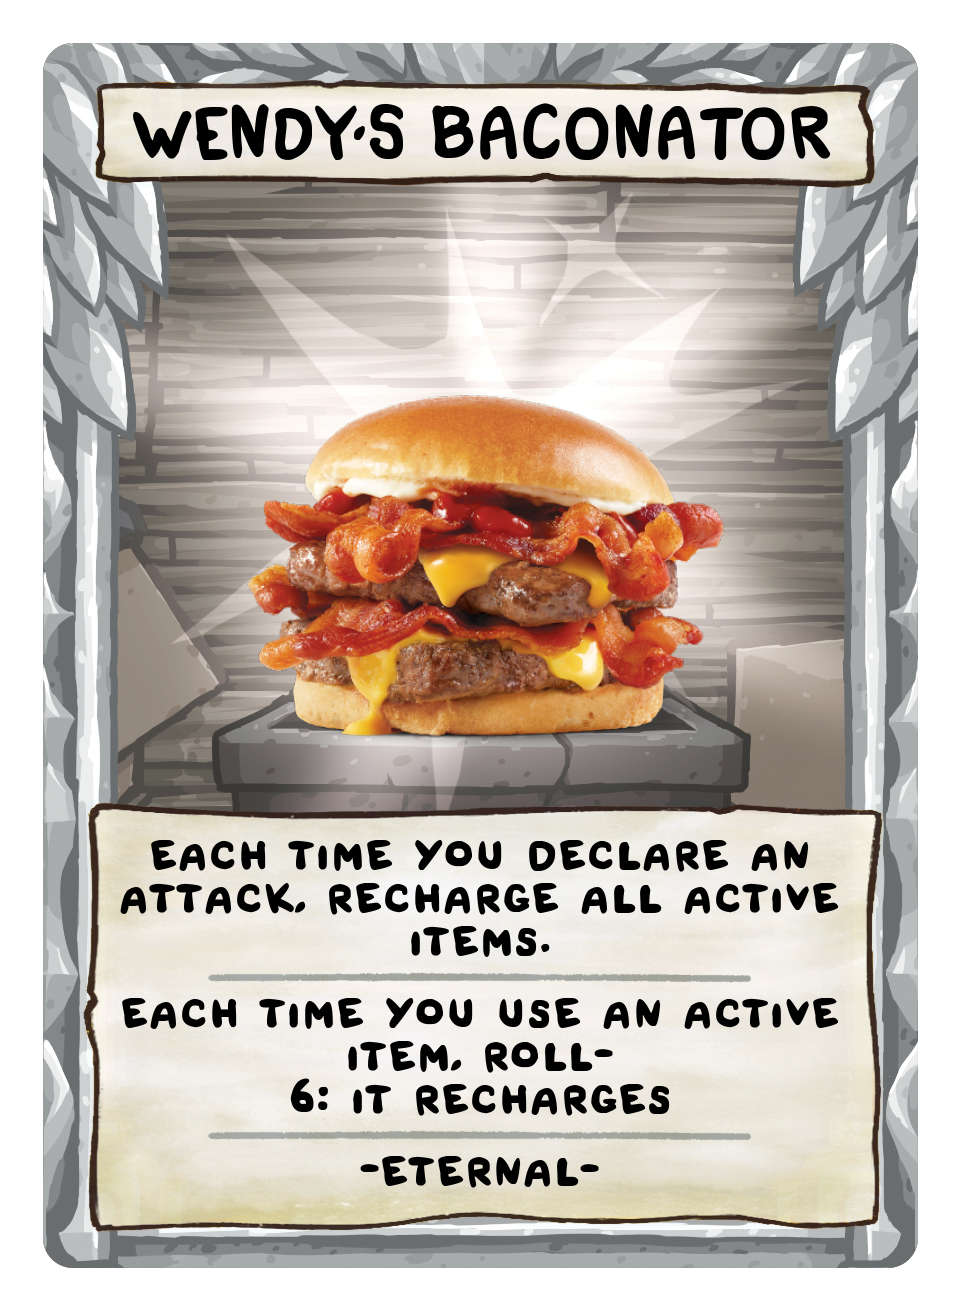 WENDY'S BACONATOR
EACH TIME YOU DECLARE AN
ATTACK, RECHARGE ALL ACTIVE
ITEMS.
EACH TIME YOU USE AN ACTIVE
ITEM, ROLL-
6: IT RECHARGES
-ETERNAL-